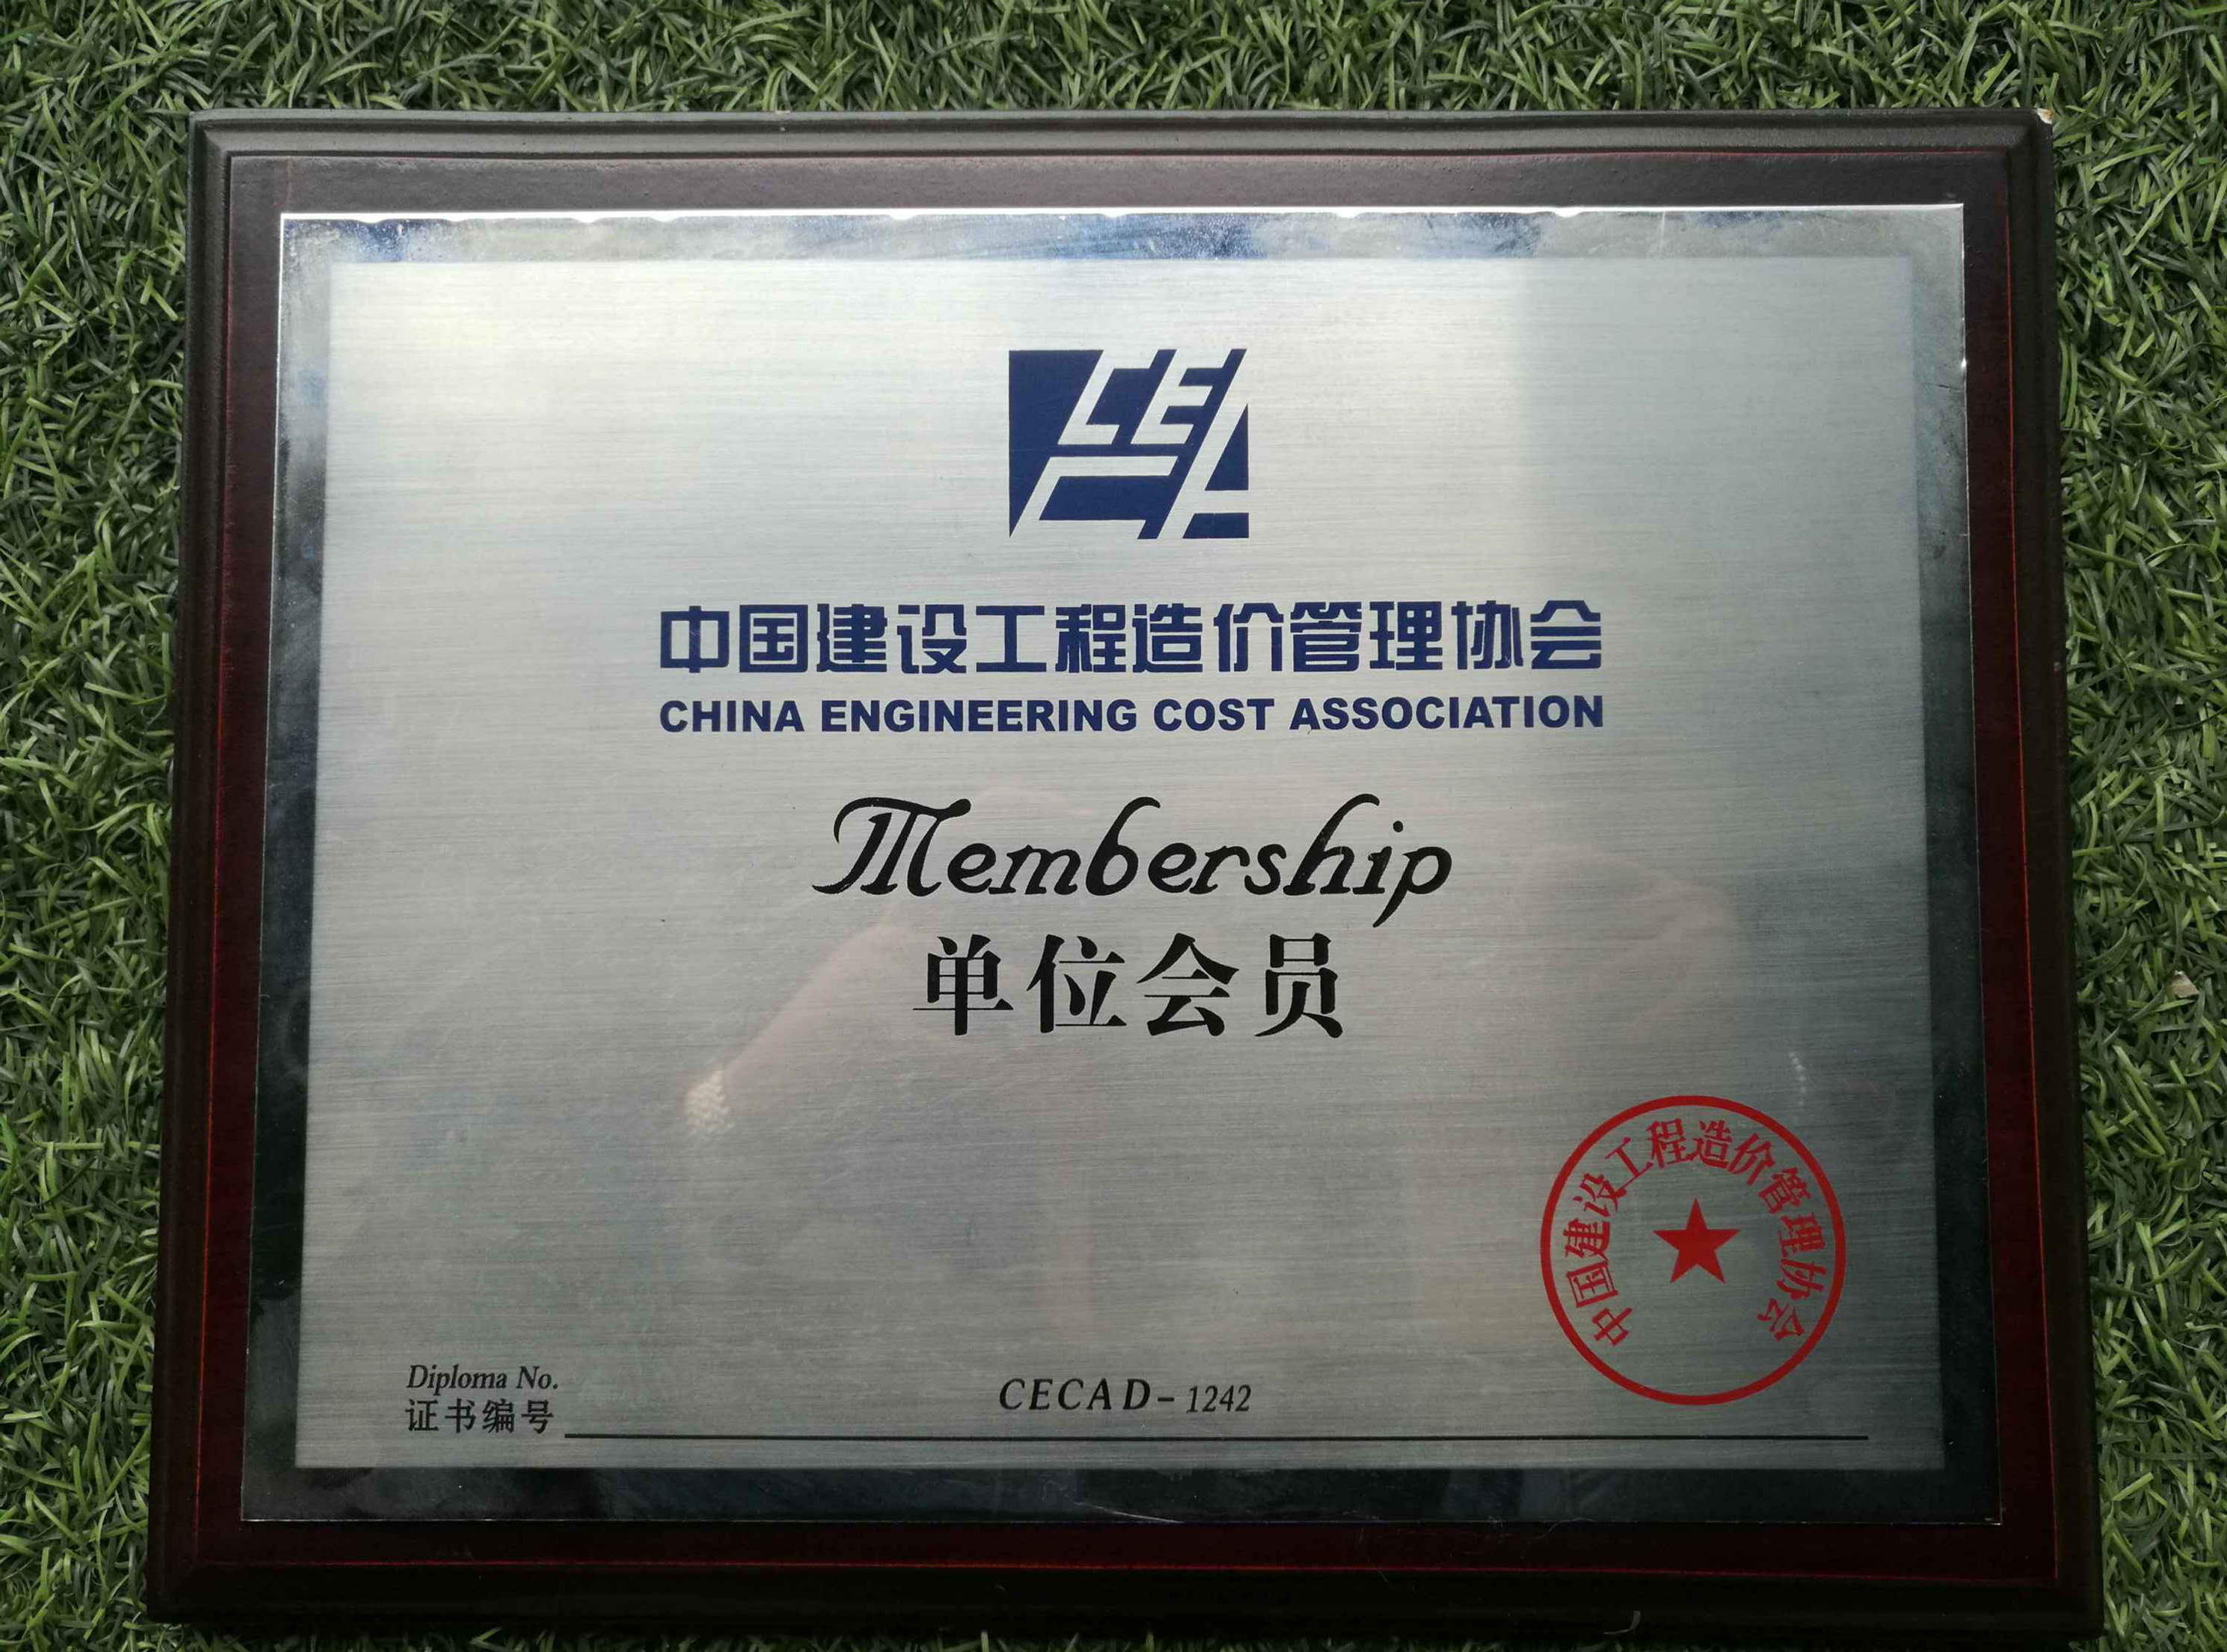 CECA
中国建设工程造价管理协会
CHINA ENGINEERING COST ASSOCIATION
Membership
单位会员
中国建设工程造价管理协会
Diploma No.
证书编号
CECAD-1242